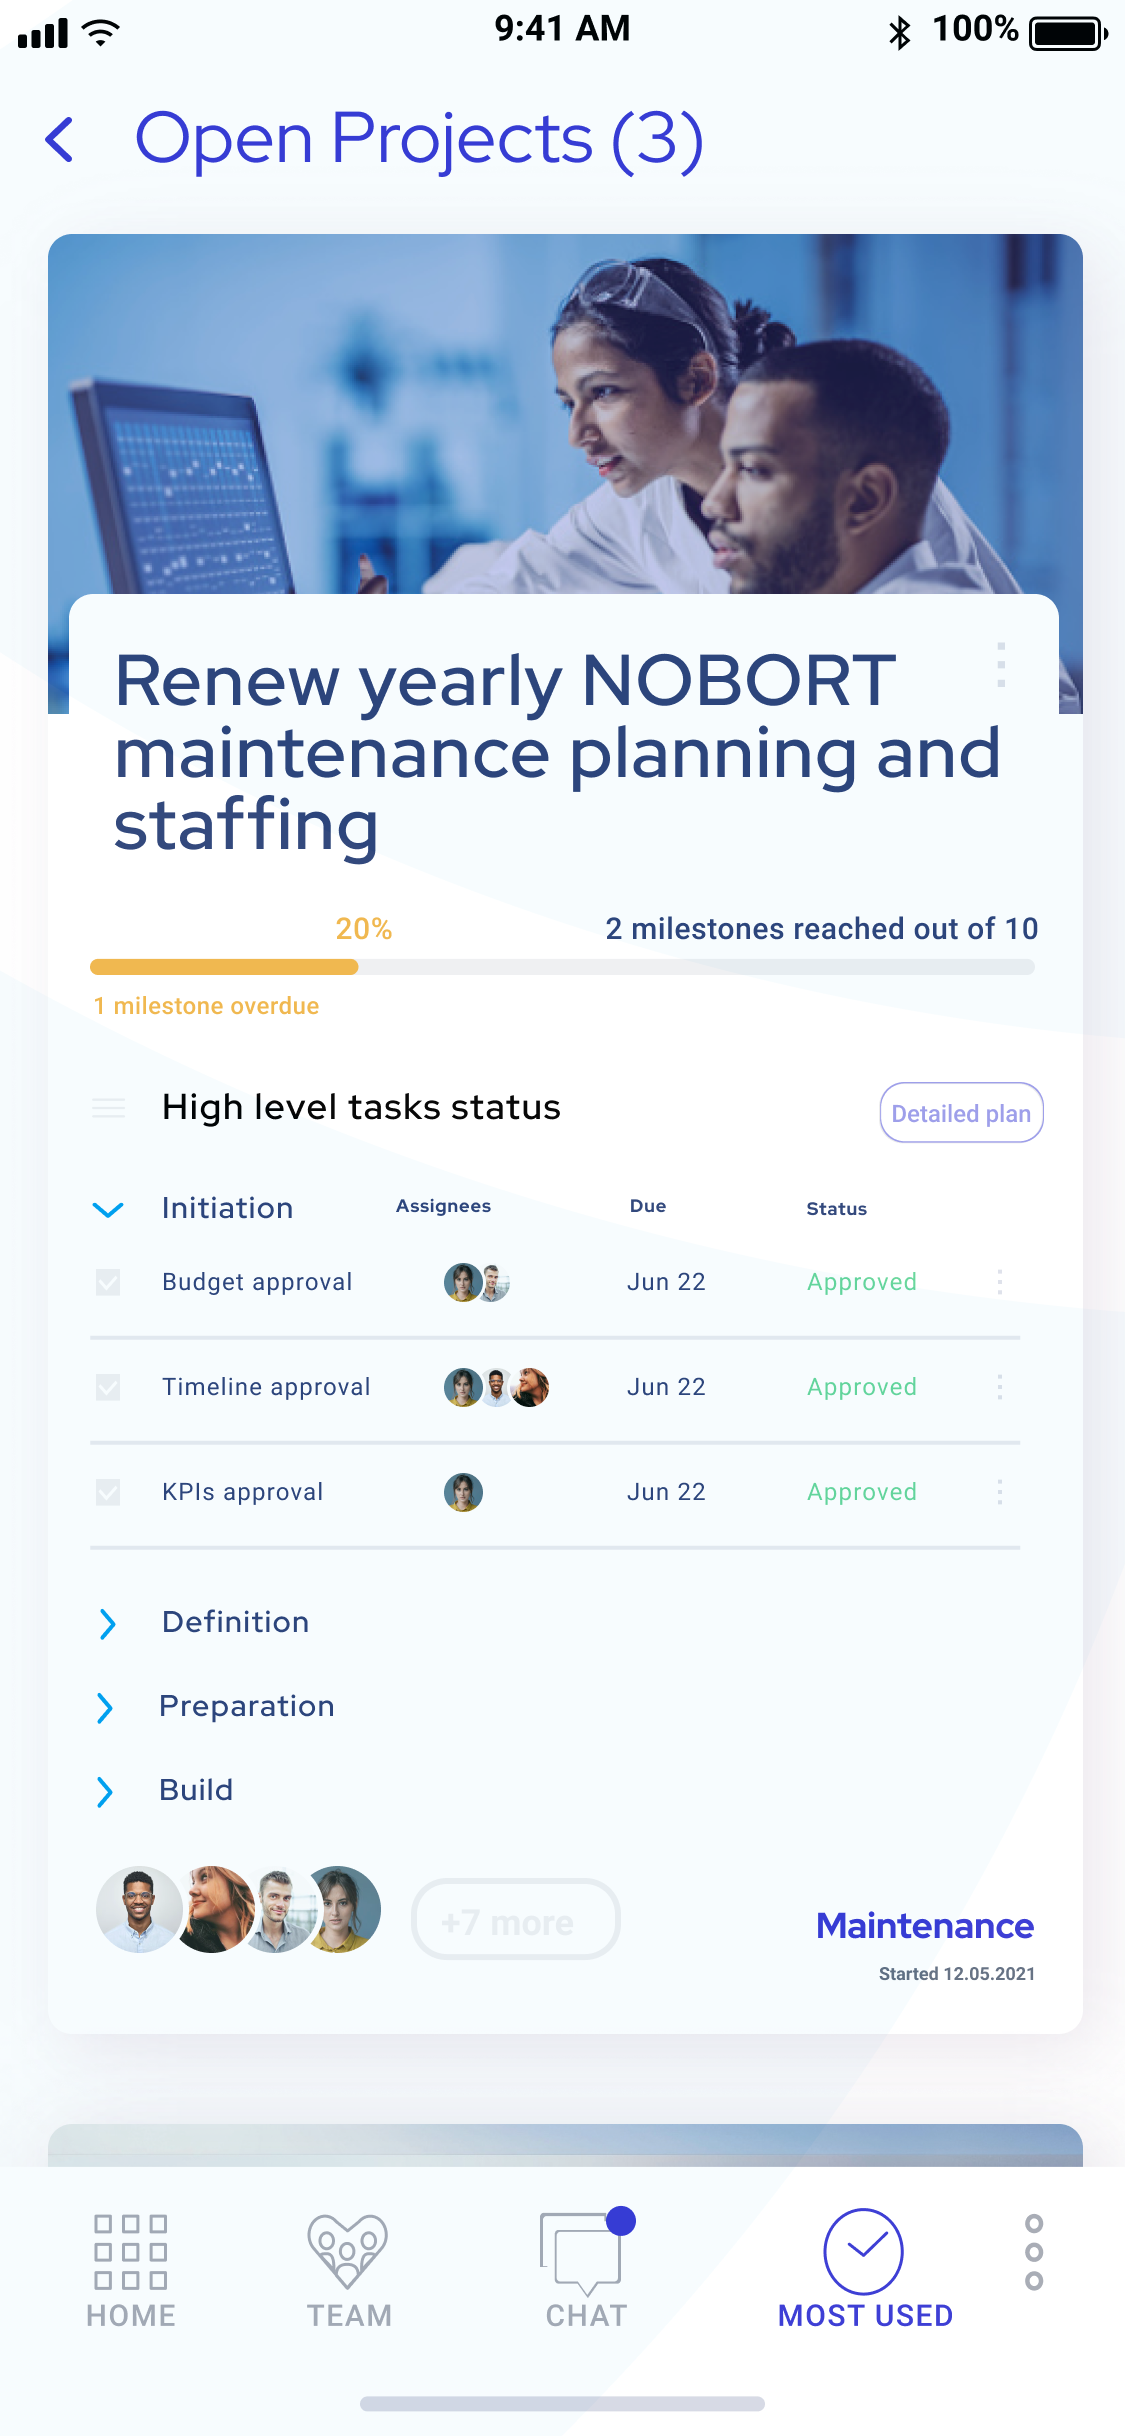 9:41 AM
100%
Open Projects (3)
Renew yearly NOBORT
maintenance planning and
staffing
20%
2 milestones reached out of 10
1 milestone overdue
High level tasks status
Detailed plan
Initiation
Assignees
Due
Status
Budget approval
Jun 22
Approved
Timeline approval
Jun 22
Approved
KPIs approval
Jun 22
Approved
Definition
Preparation
Build
+7 more
Maintenance
Started 12.05.2021
HOME
TEAM
CHAT
MOST USED